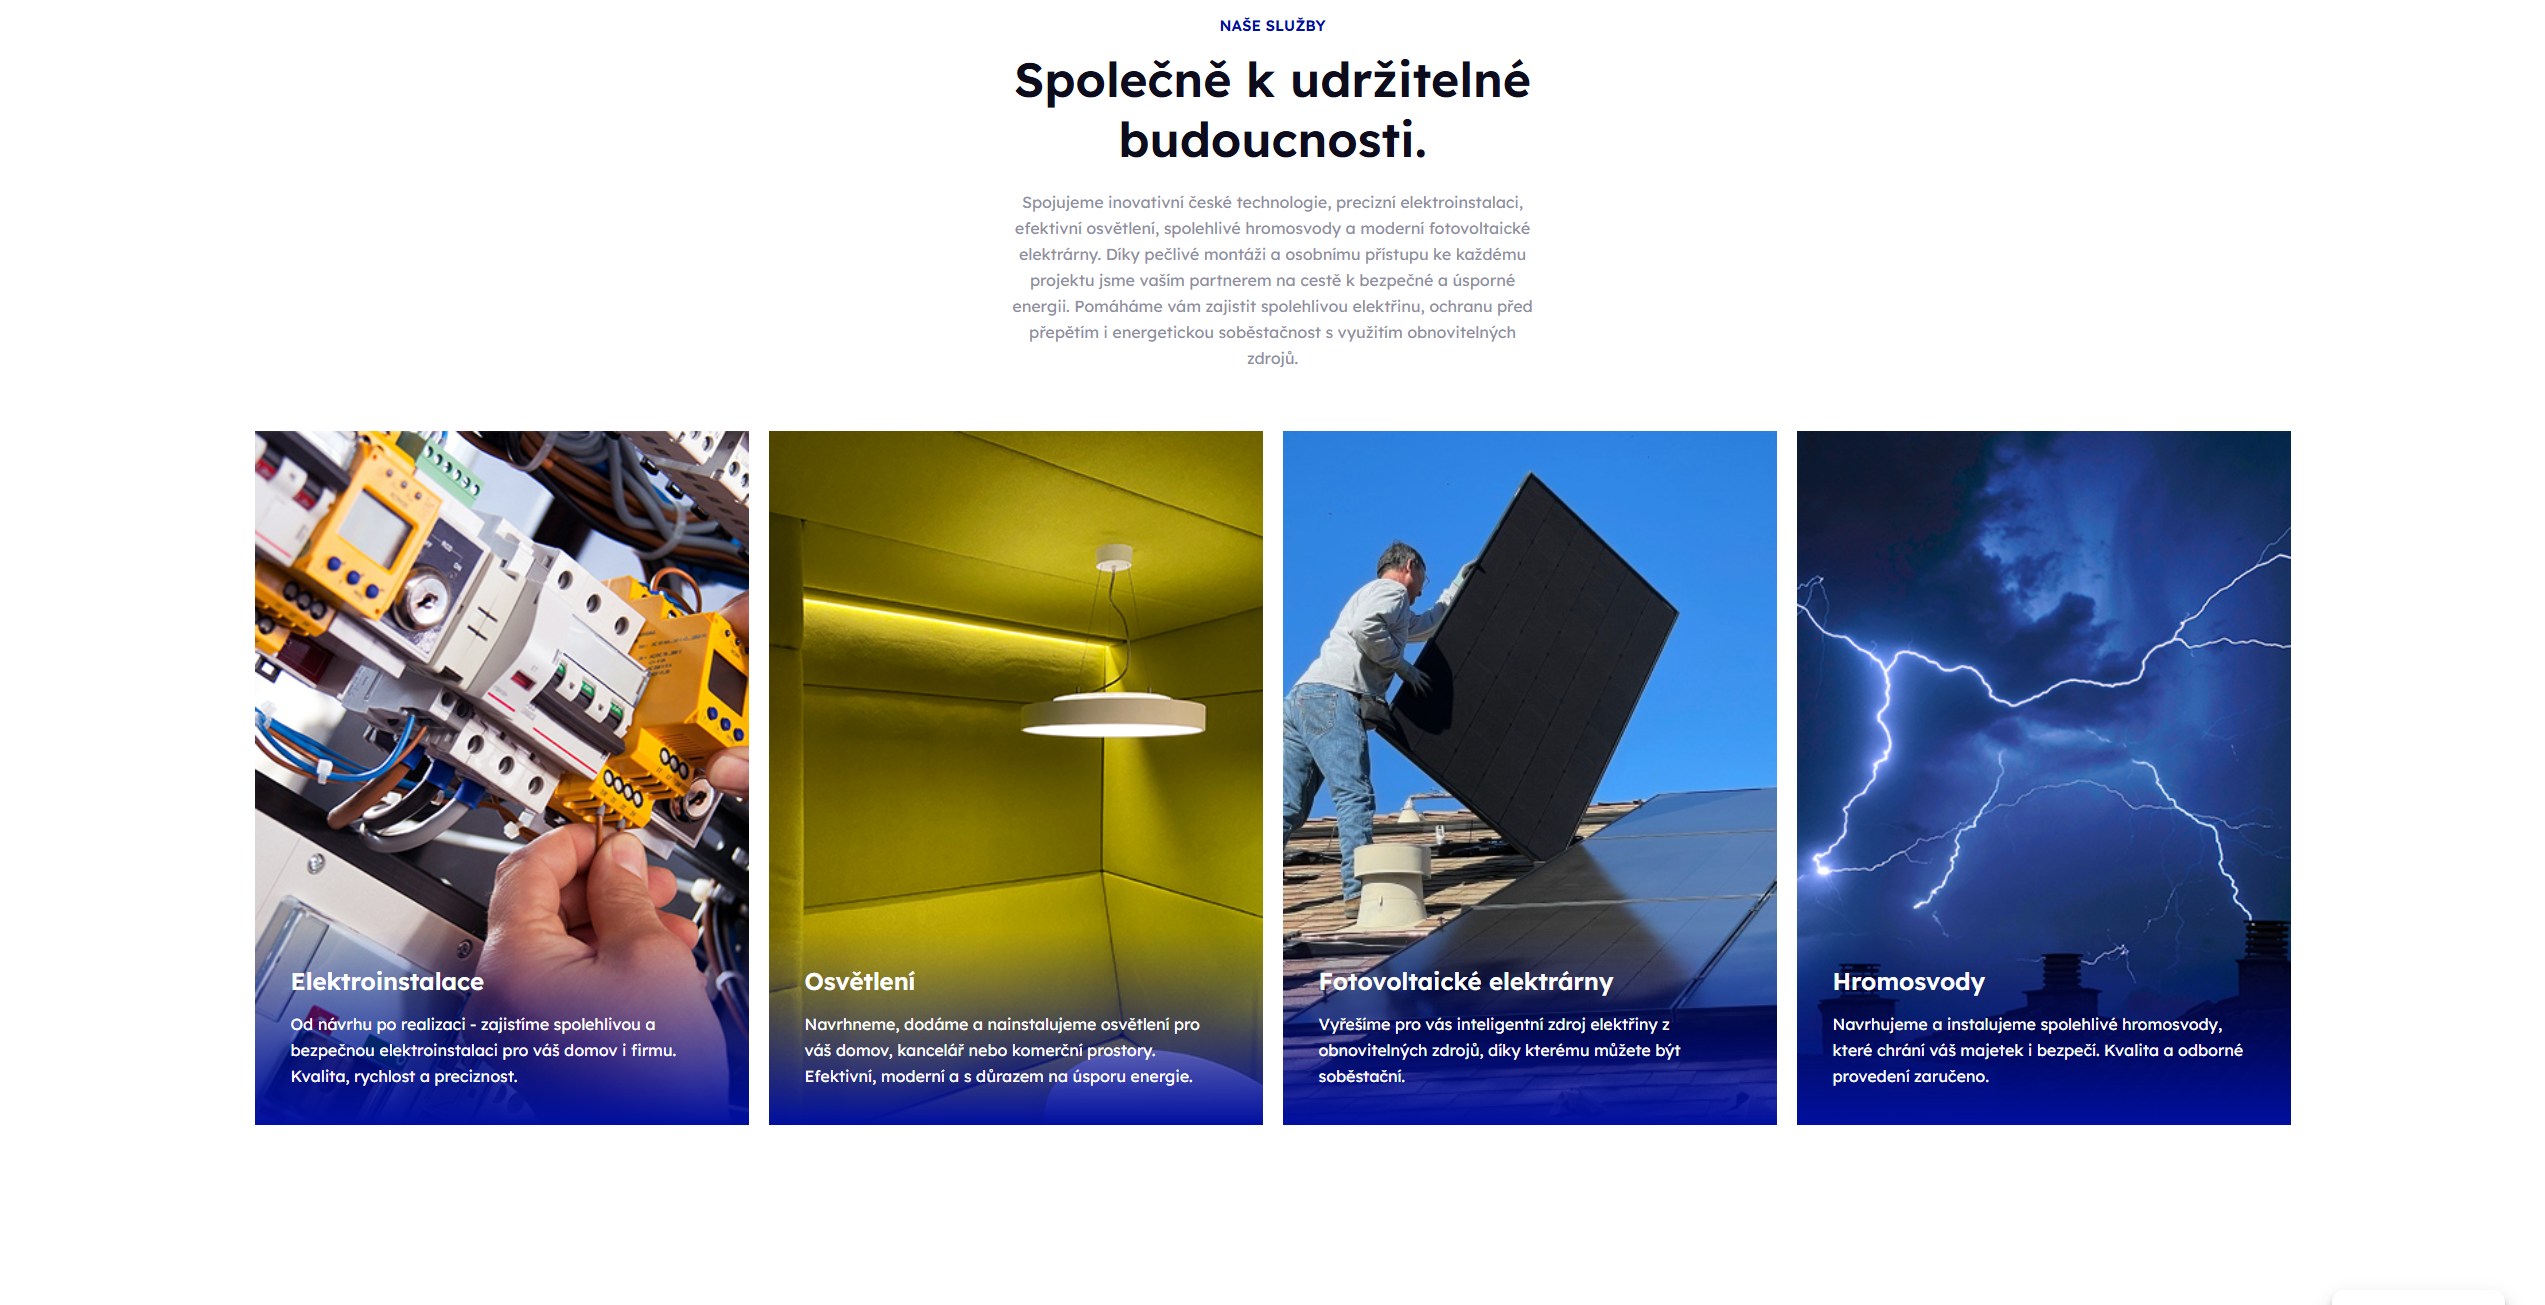 NAŠE SLUŽBY
Společně k udržitelné
budoucnosti.
Spojujeme inovativní české technologie, precizní elektroinstalaci,
efektivní osvětlení, spolehlivé hromosvody a moderní fotovoltaické
elektrárny. Díky pečlivé montáži a osobnímu přístupu ke každému
projektu jsme vaším partnerem na cestě k bezpečné a úsporné
energii. Pomáháme vám zajistit spolehlivou elektřinu, ochranu před
přepětím i energetickou soběstačnost s využitím obnovitelných
zdrojů.
Elektroinstalace
Od návrhu po realizaci - zajistíme spolehlivou a
bezpečnou elektroinstalaci pro váš domov i firmu.
Kvalita, rychlost a preciznost.
Osvětlení
Navrhneme, dodáme a nainstalujeme osvětlení pro
váš domov, kancelář nebo komerční prostory.
Efektivní, moderní a s důrazem na úsporu energie.
Fotovoltaické elektrárny
Vyřešíme pro vás inteligentní zdroj elektřiny z
obnovitelných zdrojů, díky kterému můžete být
soběstační.
Hromosvody
Navrhujeme a instalujeme spolehlivé hromosvody,
které chrání váš majetek i bezpečí. Kvalita a odborné
provedení zaručeno.